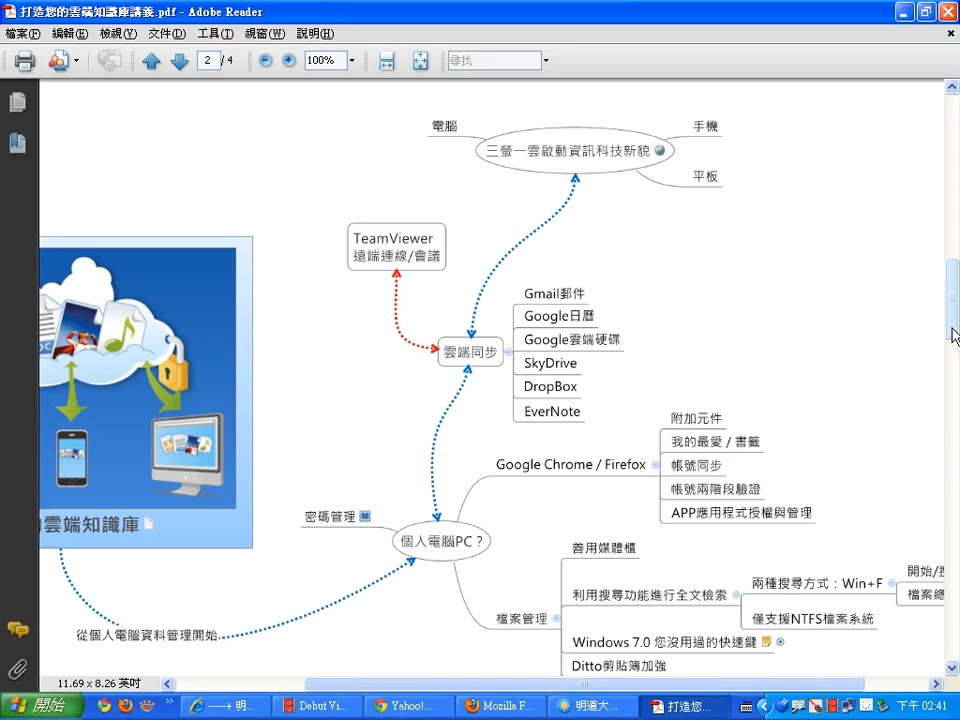 打造您的雲端知識庫講義.pdf - Adobe Reader
檔案(F) 編輯(E) 檢視(V) 文件(D) 工具(T) 視窗(W) 說明(H)
2 / 4 100% 尋找
電腦
手機
三螢一雲啟動資訊科技新貌
平板
TeamViewer
遠端連線/會議
Gmail郵件
Google日曆
Google雲端硬碟
雲端同步
SkyDrive
DropBox
EverNote
附加元件
我的最愛 / 書籤
Google Chrome / Firefox
帳號同步
帳號兩階段驗證
APP應用程式授權與管理
密碼管理
的雲端知識庫
個人電腦PC？
善用媒體櫃
兩種搜尋方式：Win+F
開始/
利用搜尋功能進行全文檢索
檔案總
檔案管理
僅支援NTFS檔案系統
從個人電腦資料管理開始
Windows 7.0 您沒用過的快速鍵
Ditto剪貼簿加強
11.69 x 8.26 英吋
開始
-----+ 明...
Debut Vi...
Yahoo!...
Mozilla F...
明道大...
打造您...
下午 02:41